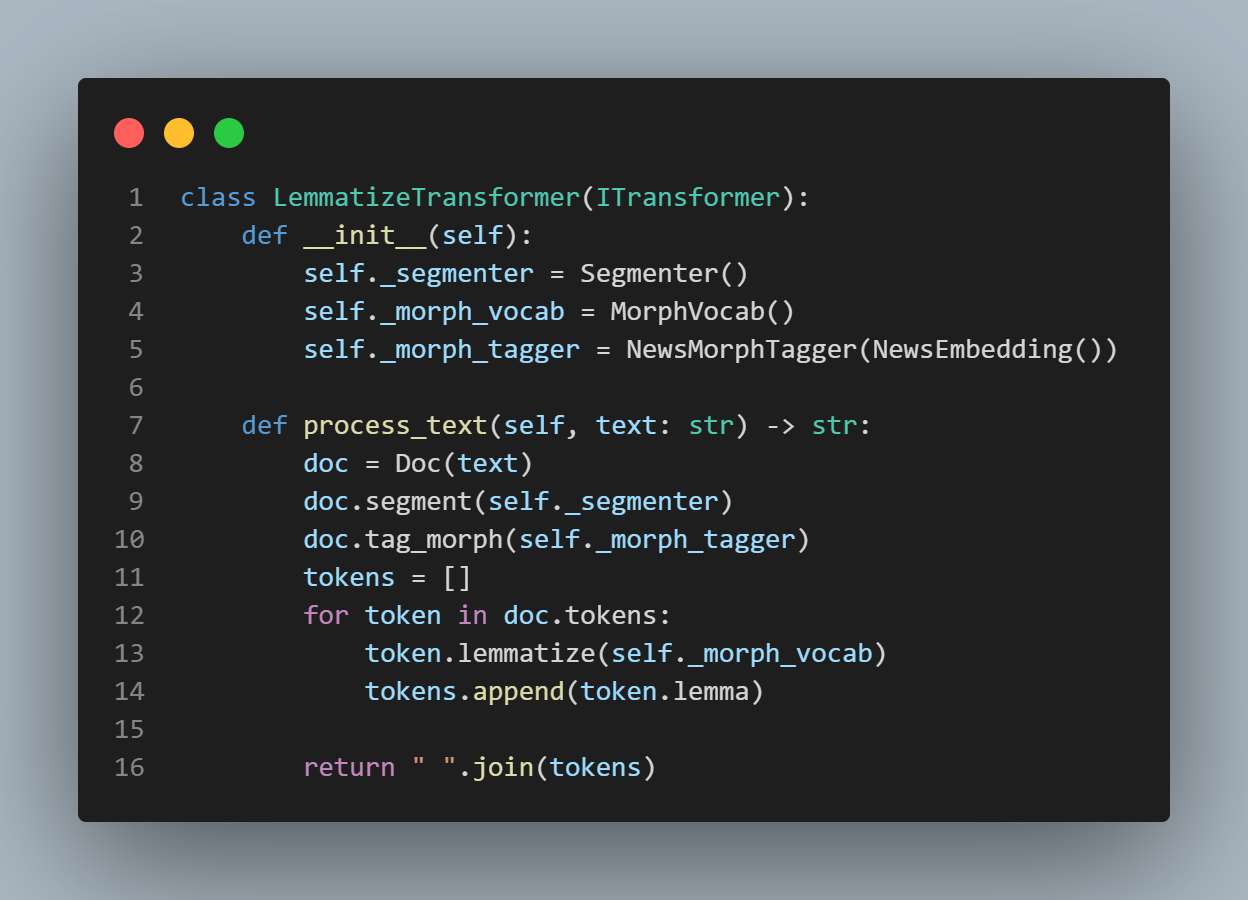 1 class LemmatizeTransformer(ITransformer):
2     def __init__(self):
3         self._segmenter = Segmenter()
4         self._morph_vocab = MorphVocab()
5         self._morph_tagger = NewsMorphTagger(NewsEmbedding())
6
7     def process_text(self, text: str) -> str:
8         doc = Doc(text)
9         doc.segment(self._segmenter)
10         doc.tag_morph(self._morph_tagger)
11         tokens = []
12         for token in doc.tokens:
13             token.lemmatize(self._morph_vocab)
14             tokens.append(token.lemma)
15
16         return " ".join(tokens)